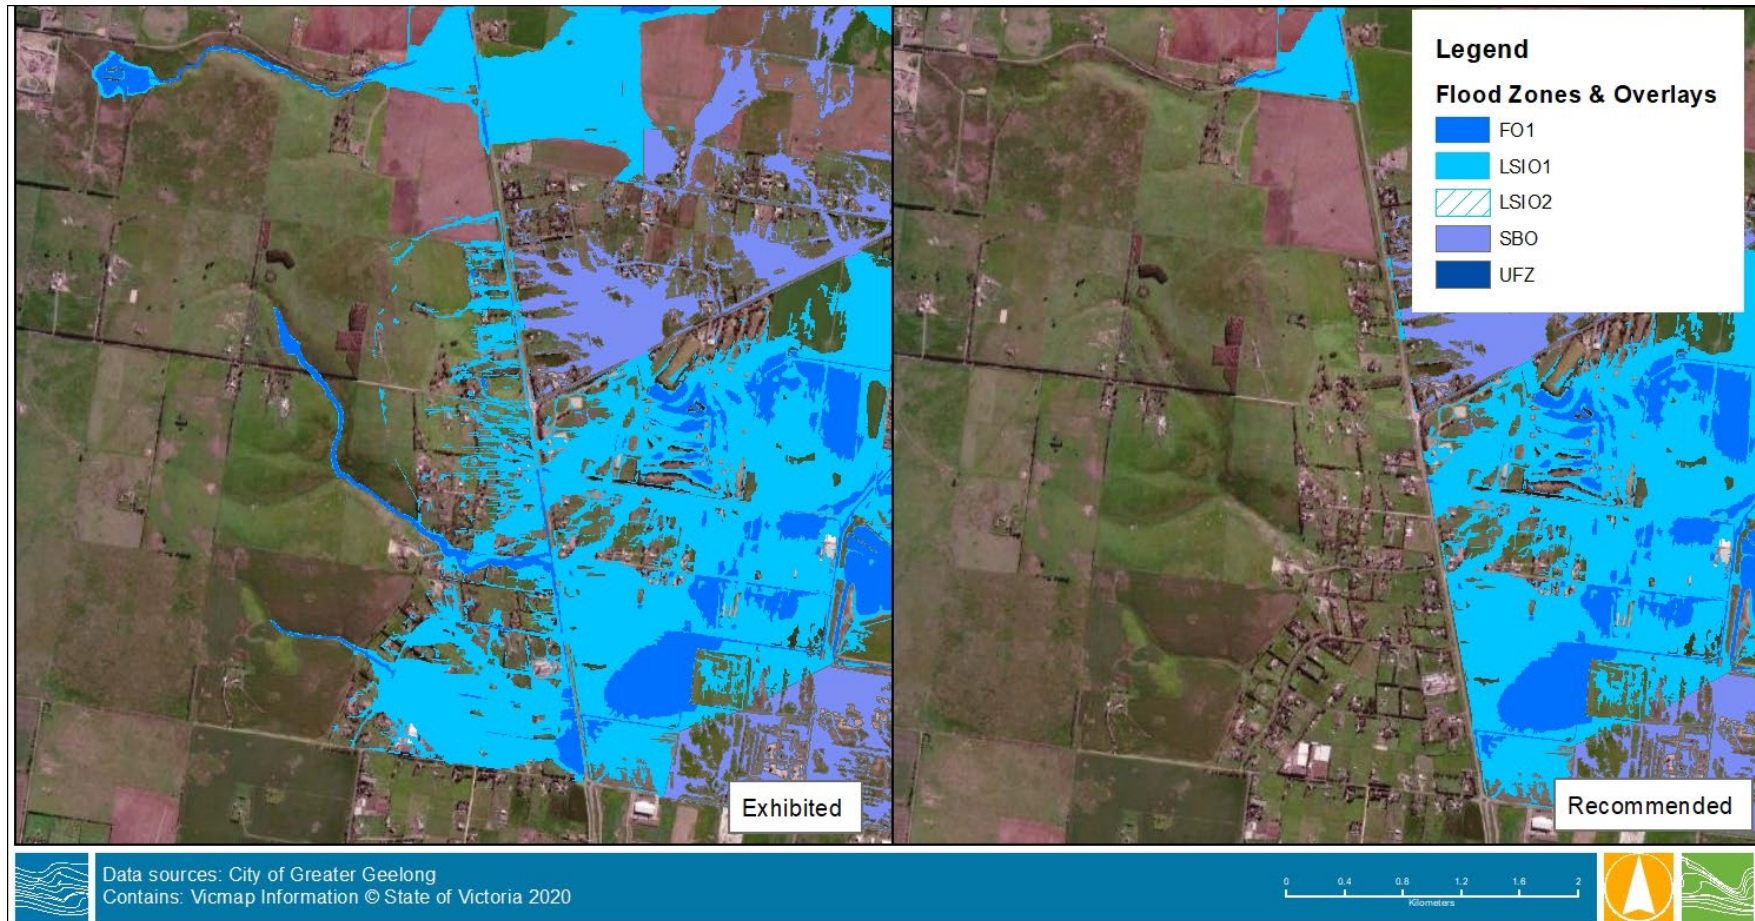 Legend
Flood Zones & Overlays
FO1
LSIO1
LSIO2
SBO
UFZ
Exhibited
Recommended
Data sources: City of Greater Geelong
Contains: Vicmap Information © State of Victoria 2020
0 0.4 0.8 1.2 1.6 2
Kilometers